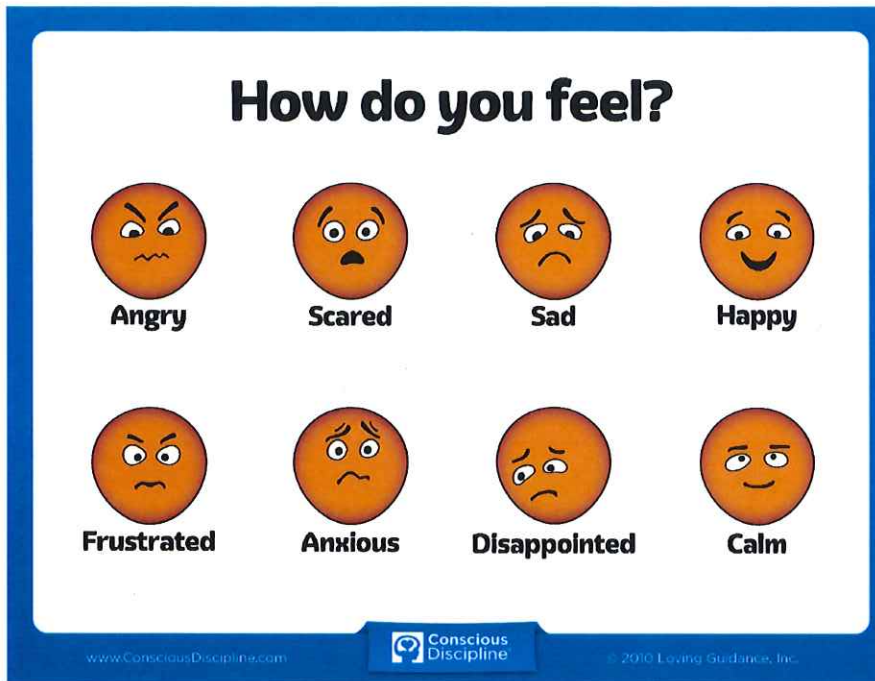 How do you feel?
Angry Scared Sad Happy
Frustrated Anxious Disappointed Calm
www.ConsciousDiscipline.com
Conscious
Discipline
© 2010 Loving Guidance, Inc.